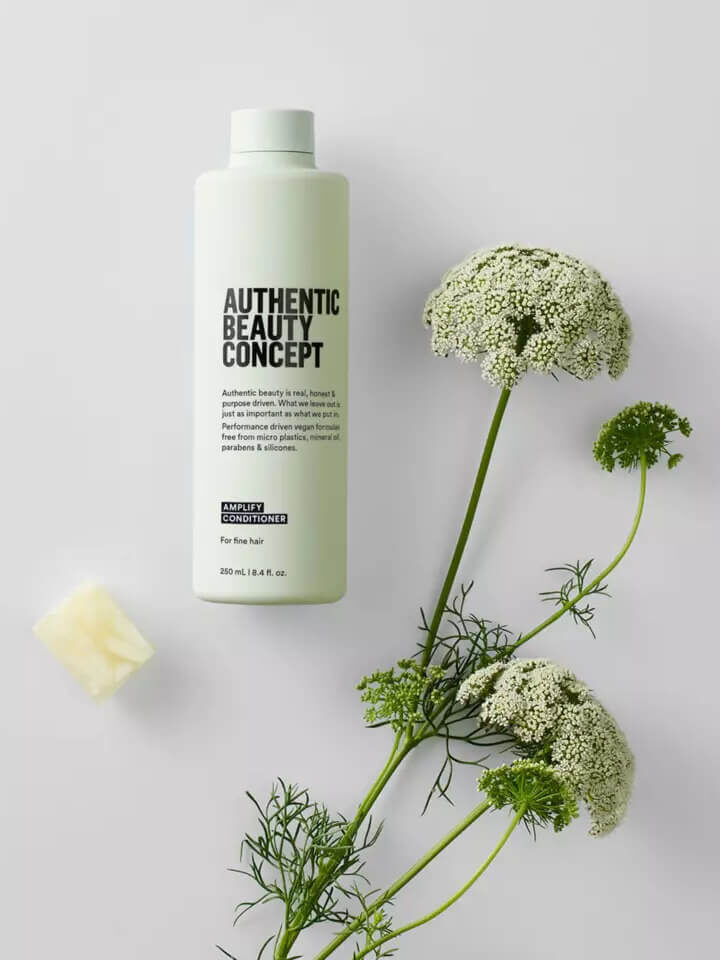 AUTHENTIC
BEAUTY
CONCEPT
Authentic beauty is real, honest &
purpose driven. What we leave out is
just as important as what we put in.
Performance driven vegan formulas
free from micro plastics, mineral oil,
parabens & silicones.
AMPLIFY
CONDITIONER
For fine hair
250 mL | 8.4 fl. oz.